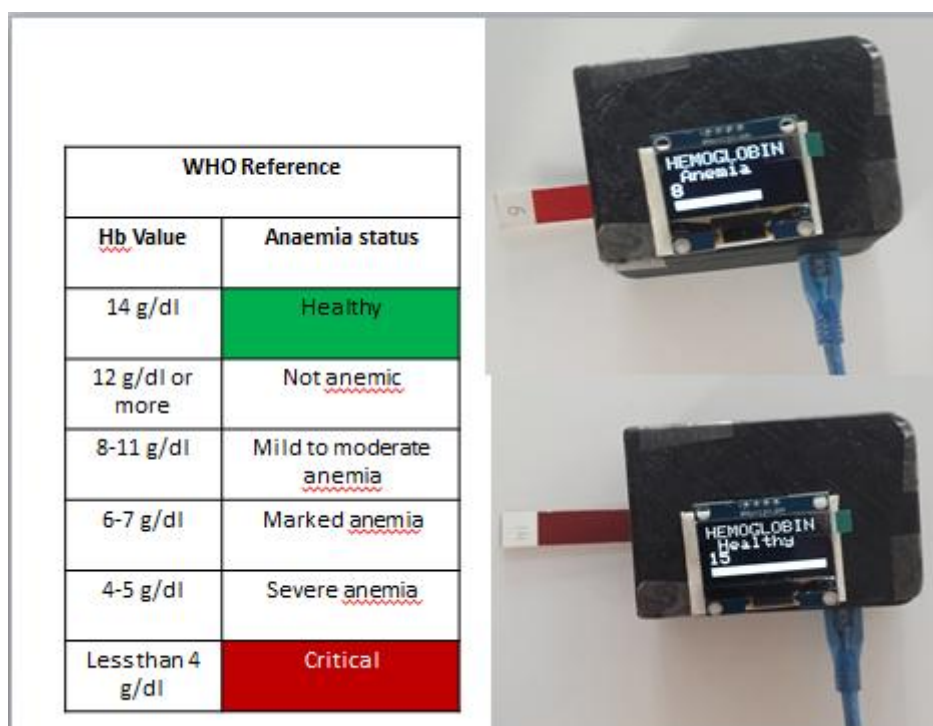 WHO Reference
Hb Value Anaemia status
14 g/dl Healthy
12 g/dl or more Not anemic
8-11 g/dl Mild to moderate anemia
6-7 g/dl Marked anemia
4-5 g/dl Severe anemia
Less than 4 g/dl Critical
HEMOGLOBIN
Anemia
8
HEMOGLOBIN
Healthy
15